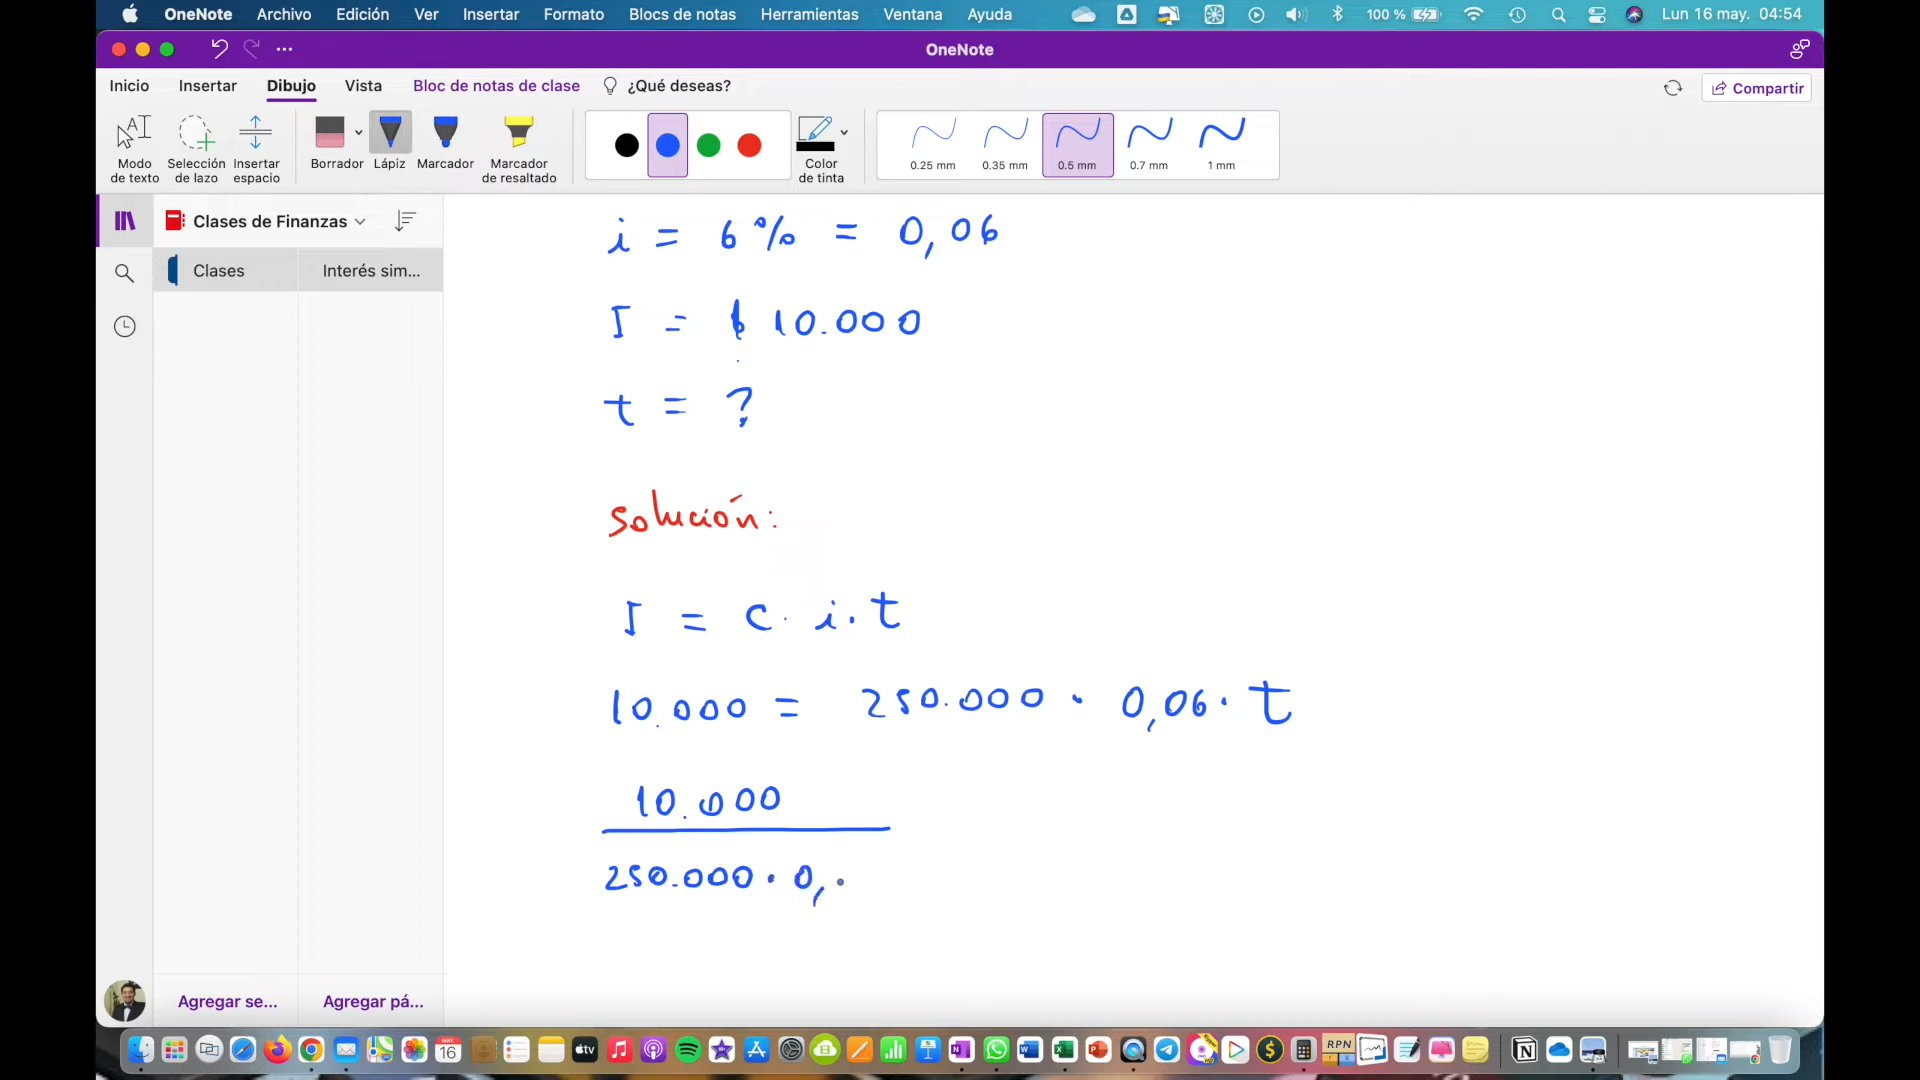 OneNote Archivo Edición Ver Insertar Formato Blocs de notas Herramientas Ventana Ayuda 100 % Lun 16 may. 04:54
OneNote
Inicio Insertar Dibujo Vista Bloc de notas de clase ¿Qué deseas? Compartir
Modo de texto
Selección de lazo
Insertar espacio
Borrador
Lápiz
Marcador
Marcador de resaltado
Color de tinta
0.25 mm 0.35 mm 0.5 mm 0.7 mm 1 mm
Clases de Finanzas
Clases Interés sim...
i = 6 % = 0,06
I = $ 10.000
t = ?
Solución:
I = C. i. t
10.000 = 250.000 · 0,06 · t
10.000
250.000 · 0,
Agregar se... Agregar pá...
MAY 16
tv
RPN